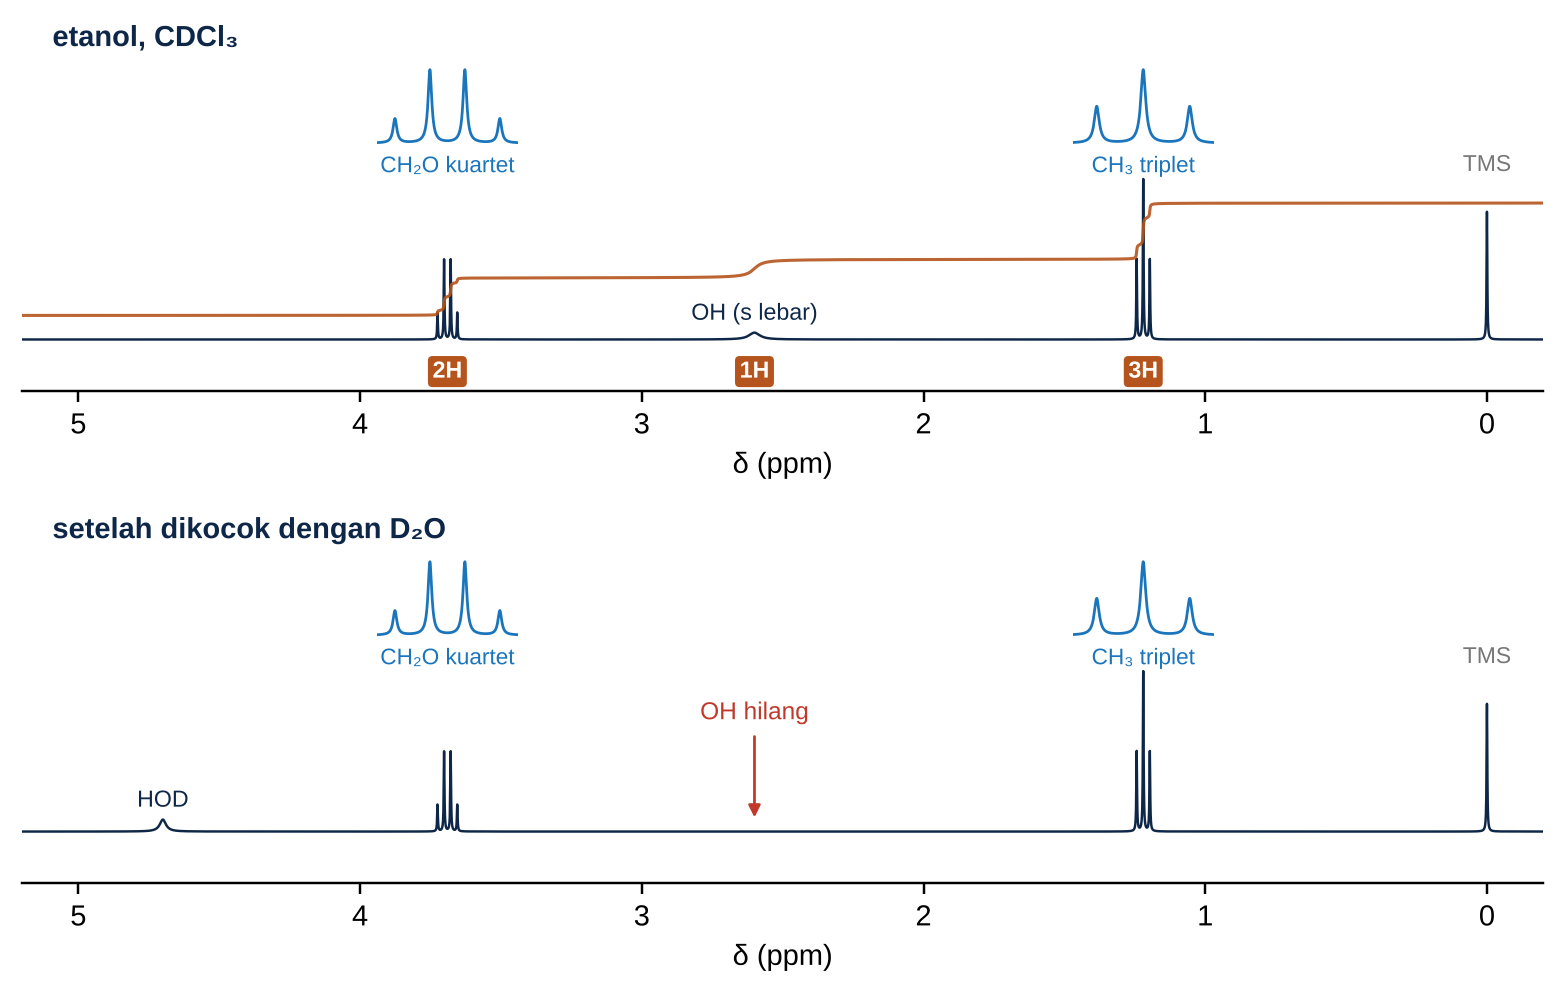 etanol, CDCl₃
CH₂O kuartet
CH₃ triplet
TMS
OH (s lebar)
2H
1H
3H
5
4
3
2
1
0
δ (ppm)
setelah dikocok dengan D₂O
CH₂O kuartet
CH₃ triplet
TMS
OH hilang
HOD
5
4
3
2
1
0
δ (ppm)